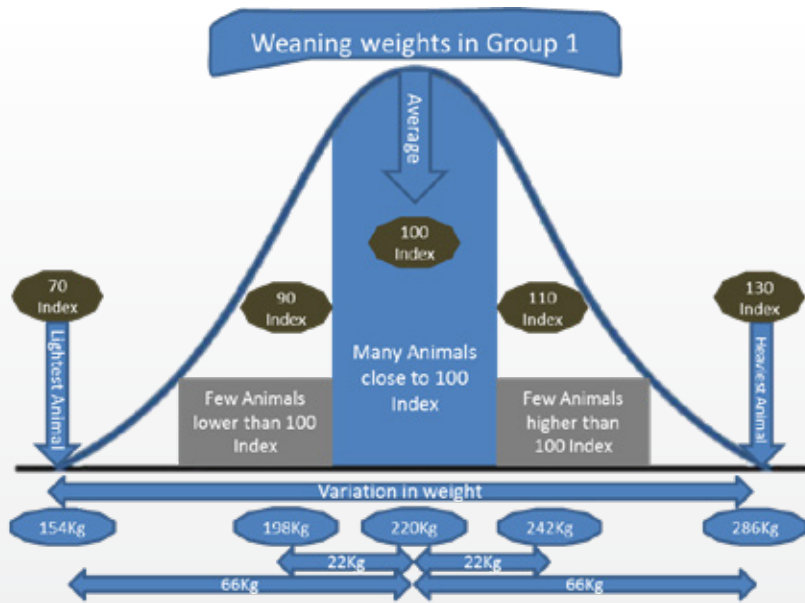 Weaning weights in Group 1
Average
100
Index
70
Index
90
Index
110
Index
130
Index
Lightest Animal
Many Animals
close to 100
Index
Heaviest Animal
Few Animals
lower than 100
Index
Few Animals
higher than
100 Index
Variation in weight
154Kg
198Kg
220Kg
242Kg
286Kg
22Kg
22Kg
66Kg
66Kg